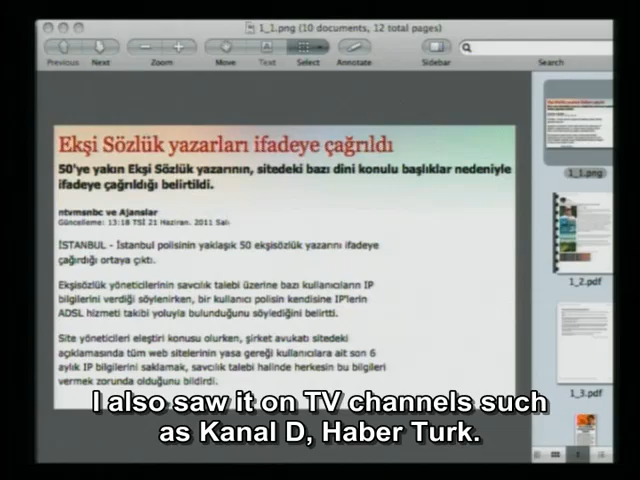 1_1.png (10 documents, 12 total pages)
Previous Next Zoom Move Text Select Annotate Sidebar Search
Ekşi Sözlük yazarları ifadeye çağrıldı
50'ye yakın Ekşi Sözlük yazarının, sitedeki bazı dini konulu başlıklar nedeniyle
ifadeye çağrıldığı belirtildi.
ntvmsnbc ve Ajanslar
Güncelleme: 13:18 TSİ 21 Haziran. 2011 Salı
İSTANBUL - İstanbul polisinin yaklaşık 50 ekşisözlük yazarını ifadeye
çağırdığı ortaya çıktı.
Ekşisözlük yöneticilerinin savcılık talebi üzerine bazı kullanıcıların IP
bilgilerini verdiği söylenirken, bir kullanıcı polisin kendisine IP'lerin
ADSL hizmeti takibi yoluyla bulunduğunu söylediğini belirtti.
Site yöneticileri eleştiri konusu olurken, şirket avukatı sitedeki
açıklamasında tüm web sitelerinin yasa gereği kullanıcılara ait son 6
aylık IP bilgilerini saklamak, savcılık talebi halinde herkesin bu bilgileri
vermek zorunda olduğunu bildirdi.
1_1.png
1_2.pdf
1_3.pdf
I also saw it on TV channels such
as Kanal D, Haber Turk.